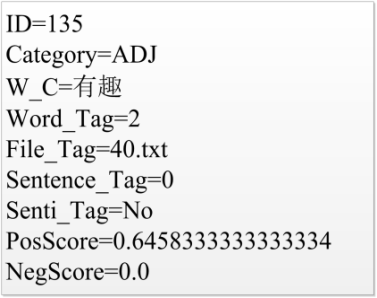 ID=135
Category=ADJ
W_C=有趣
Word_Tag=2
File_Tag=40.txt
Sentence_Tag=0
Senti_Tag=No
PosScore=0.6458333333333334
NegScore=0.0